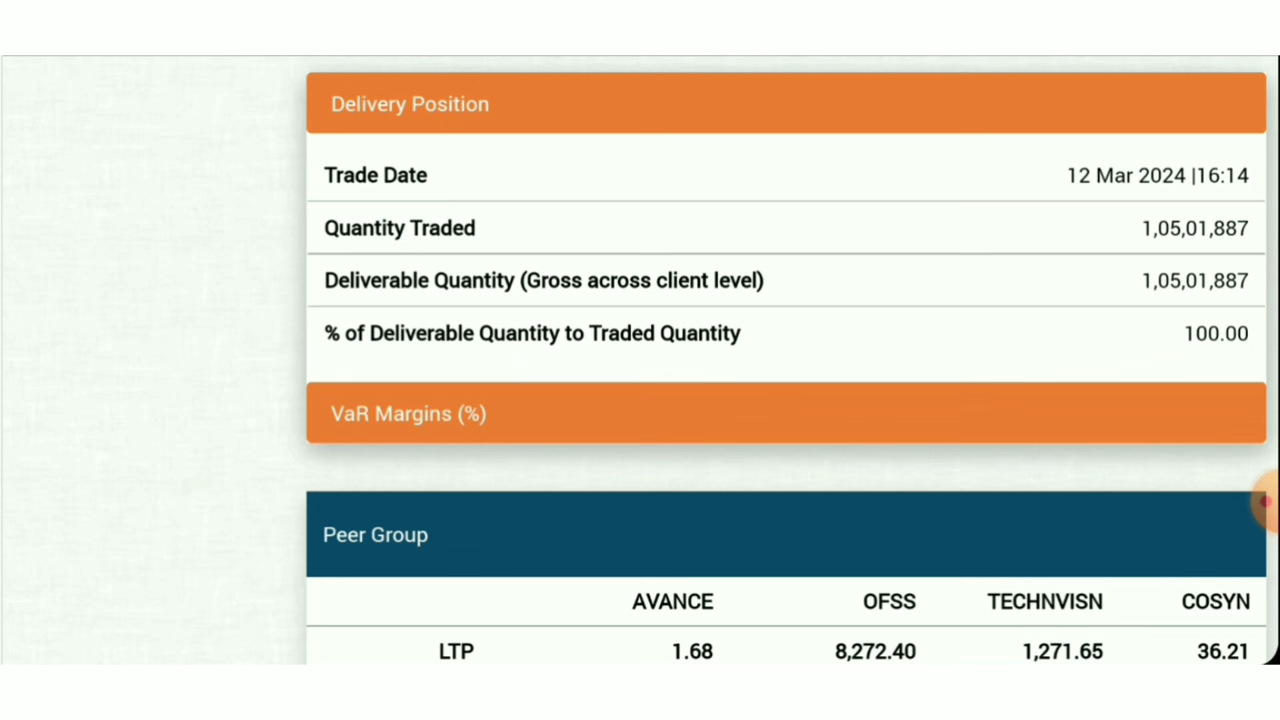 Delivery Position
Trade Date 12 Mar 2024 |16:14
Quantity Traded 1,05,01,887
Deliverable Quantity (Gross across client level) 1,05,01,887
% of Deliverable Quantity to Traded Quantity 100.00
VaR Margins (%)
Peer Group
AVANCE OFSS TECHNVISN COSYN
LTP 1.68 8,272.40 1,271.65 36.21